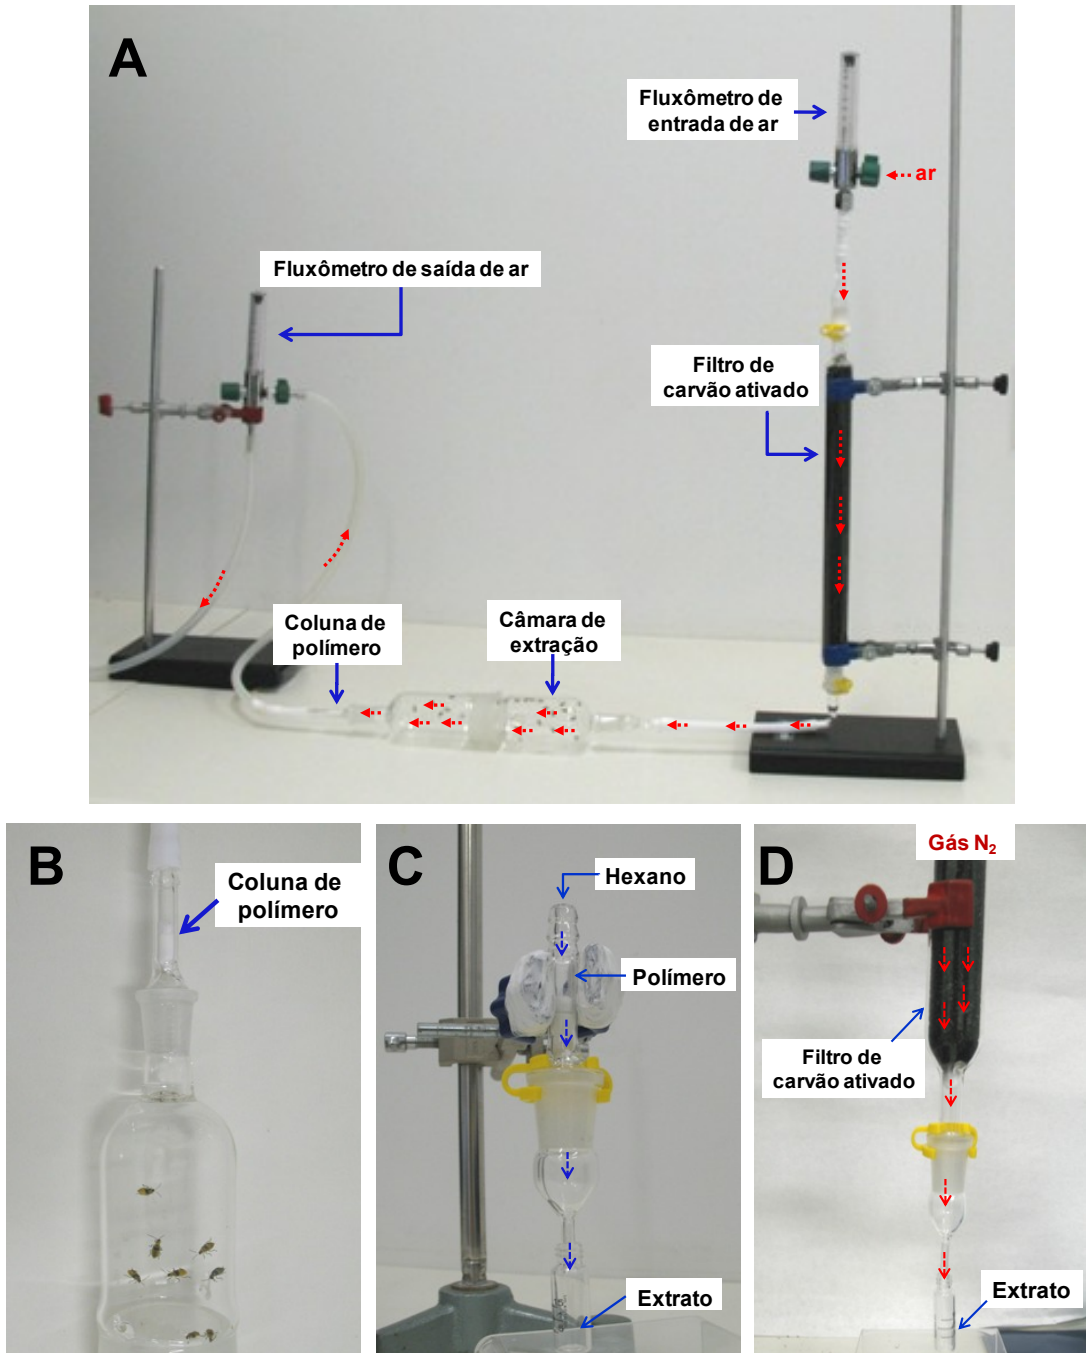 A
Fluxômetro de
entrada de ar
ar
Fluxômetro de saída de ar
Filtro de
carvão ativado
Coluna de
polímero
Câmara de
extração
B
Coluna de
polímero
C
Hexano
Polímero
Extrato
D
Gás N₂
Filtro de
carvão ativado
Extrato